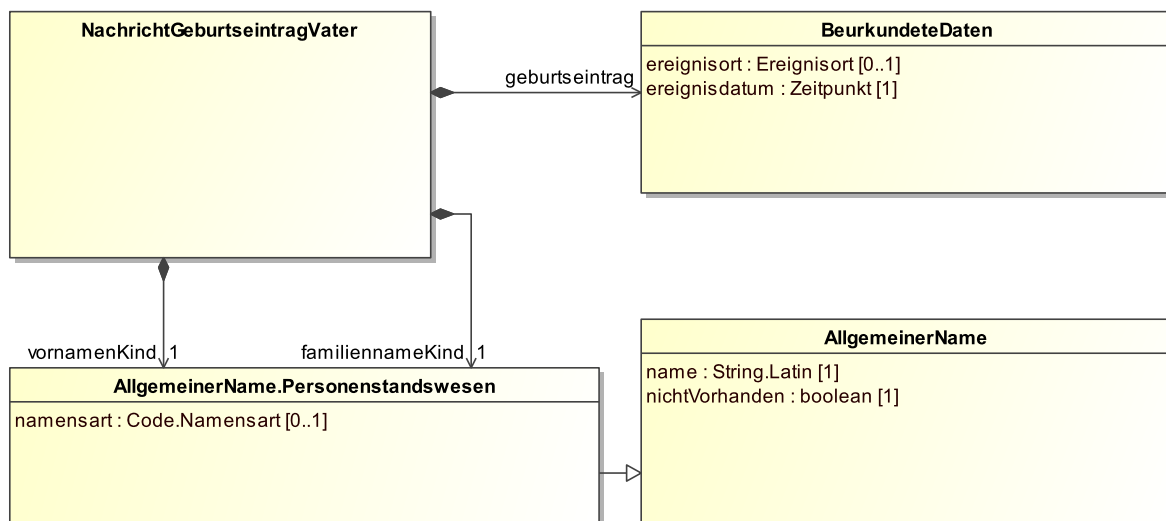 NachrichtGeburtseintragVater
BeurkundeteDaten
ereignisort : Ereignisort [0..1]
ereignisdatum : Zeitpunkt [1]
geburtseintrag
vornamenKind 1
familiennameKind 1
AllgemeinerName.Personenstandswesen
namensart : Code.Namensart [0..1]
AllgemeinerName
name : String.Latin [1]
nichtVorhanden : boolean [1]